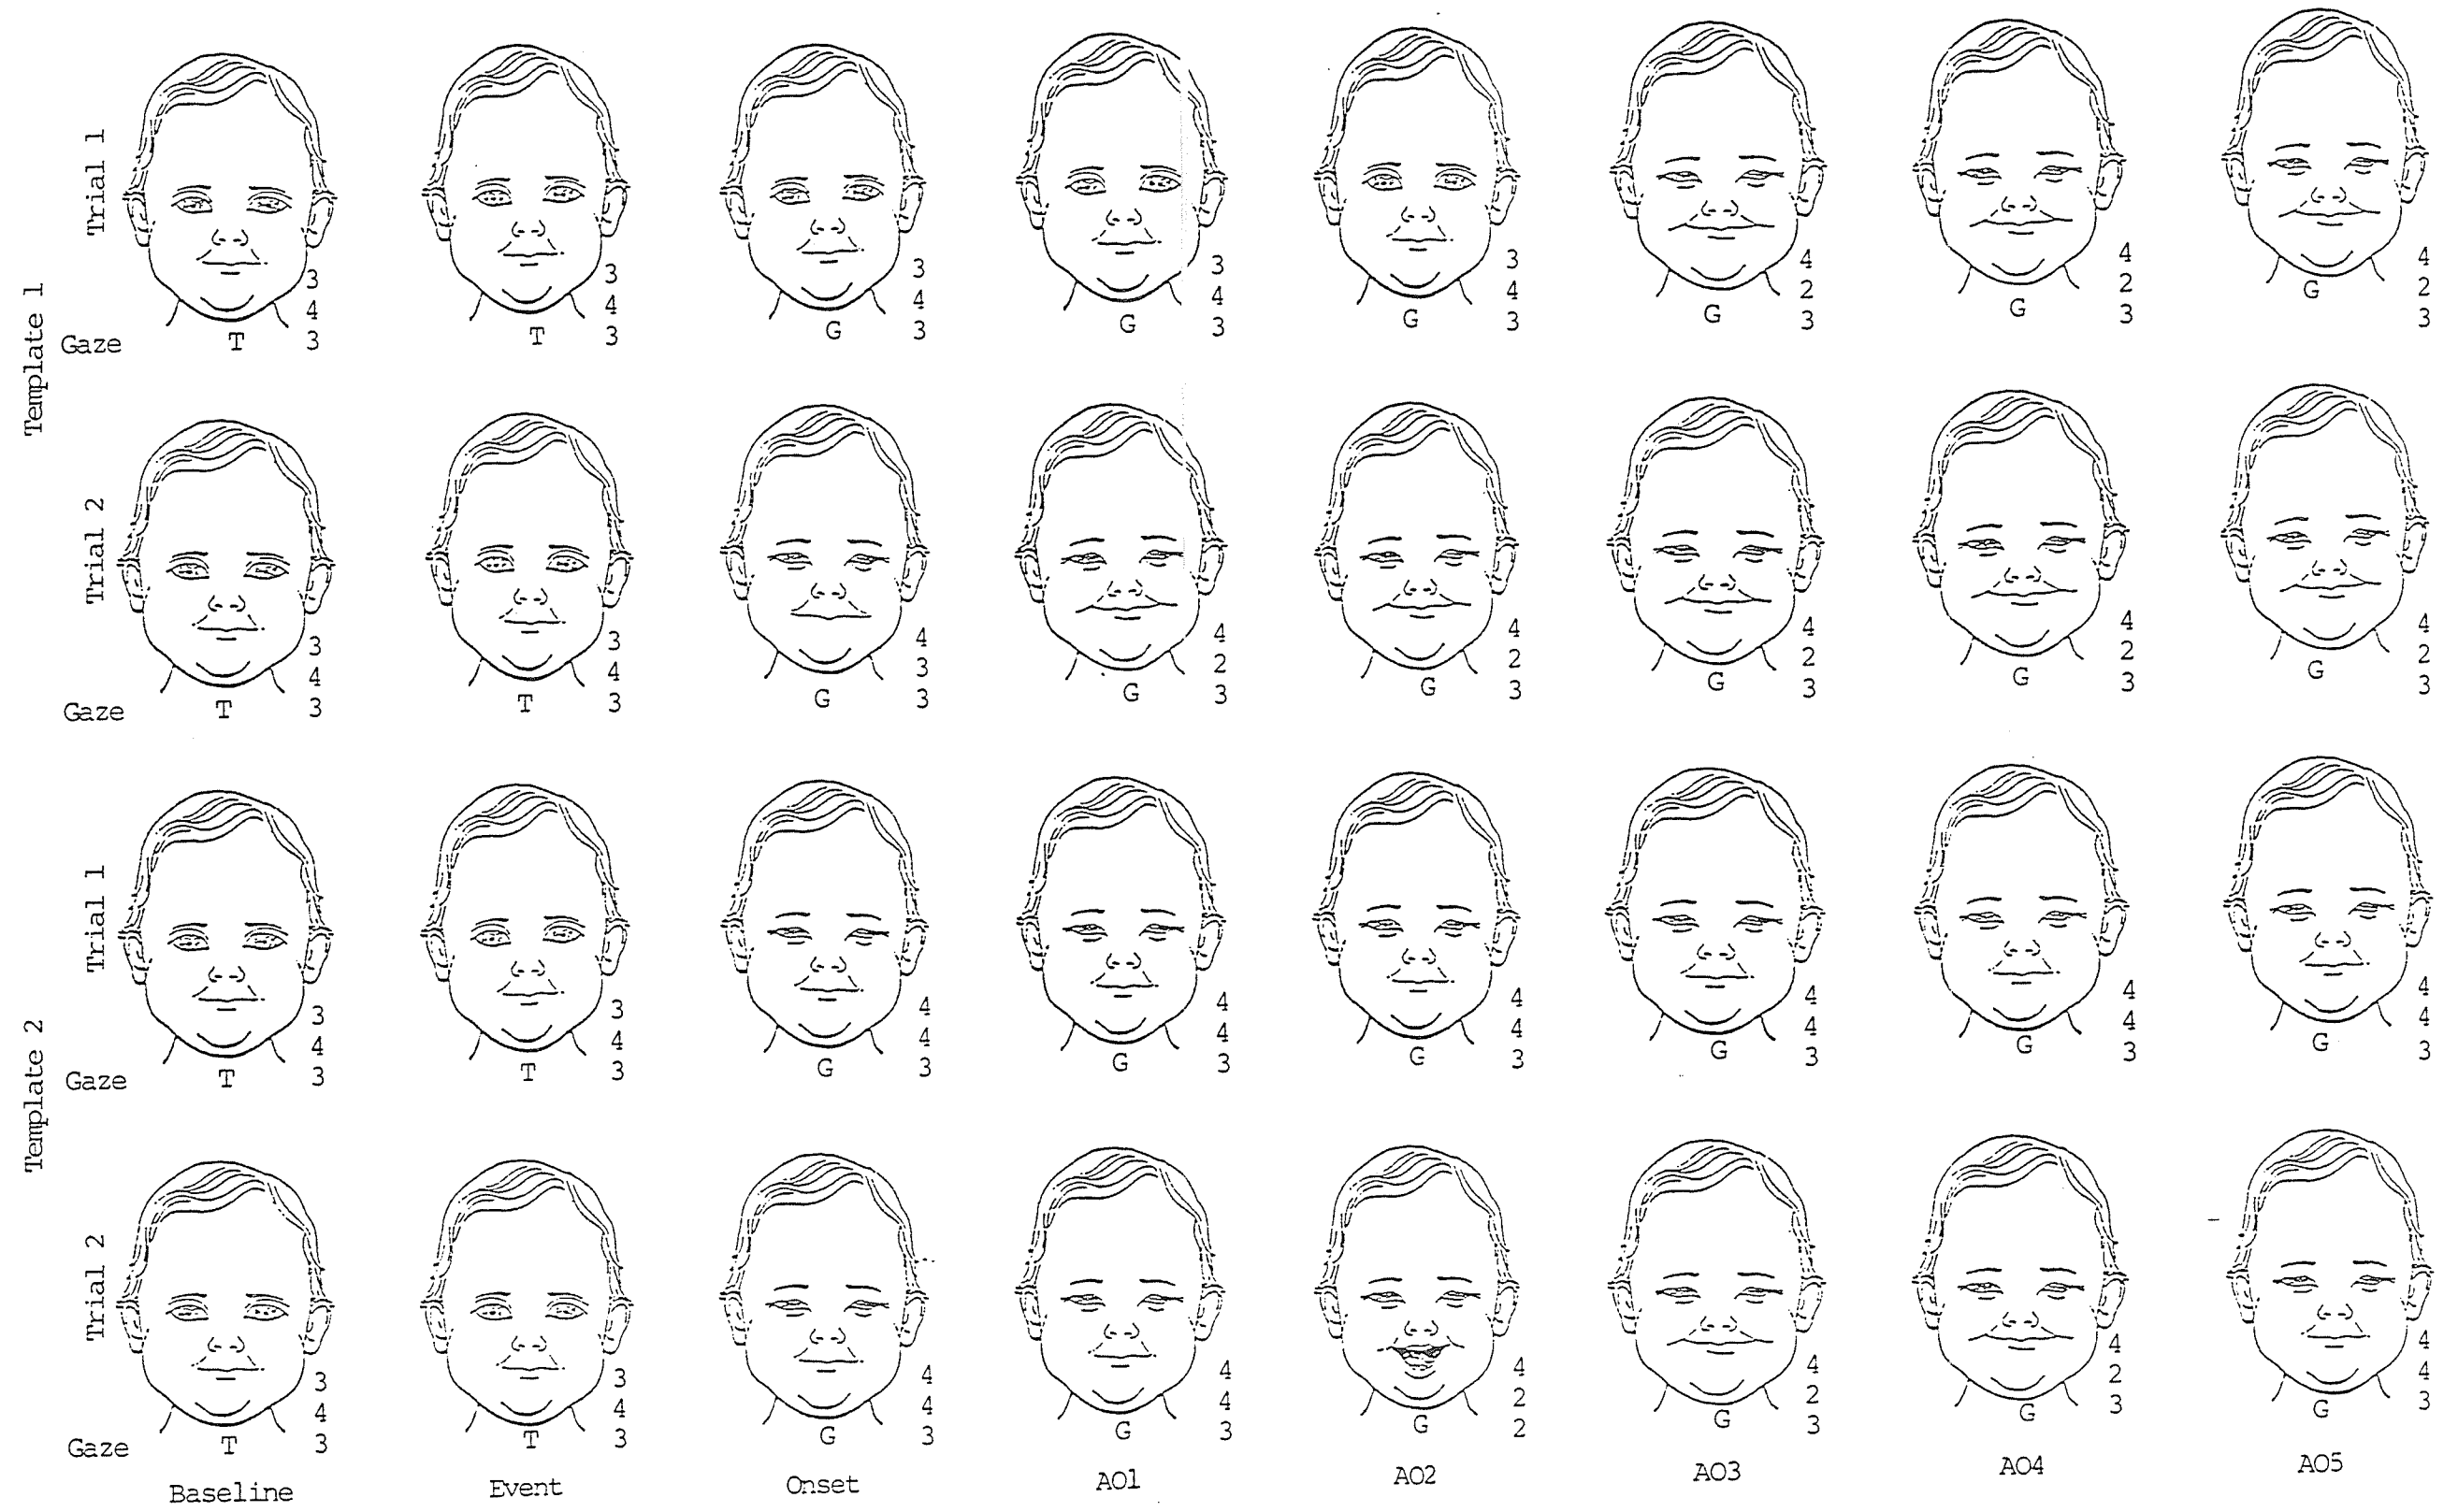 Template 1
Trial 1
3 3 3 3 3 4 4 4
4 4 4 4 4 2 2 2
3 3 3 3 3 3 3 3
Gaze T T G G G G G G
Trial 2
3 3 4 4 4 4 4 4
4 4 3 2 2 2 2 2
3 3 3 3 3 3 3 3
Gaze T T G G G G G G
Template 2
Trial 1
3 3 4 4 4 4 4 4
4 4 4 4 4 4 4 4
3 3 3 3 3 3 3 3
Gaze T T G G G G G G
Trial 2
3 3 4 4 4 4 4 4
4 4 4 4 2 2 2 4
3 3 3 3 2 3 3 3
Gaze T T G G G G G G
Baseline Event Onset AO1 AO2 AO3 AO4 AO5